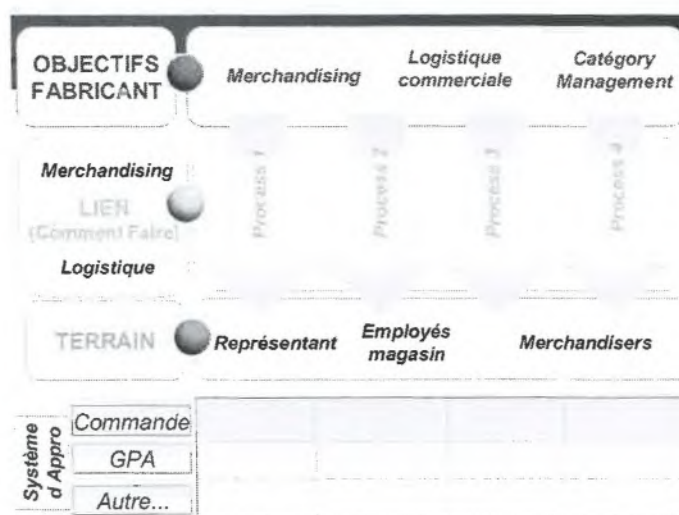 OBJECTIFS
FABRICANT
Merchandising
Logistique
commerciale
Catégory
Management
Merchandising
LIEN
(Comment Faire)
Logistique
Process 1
Process 2
Process 3
Process 4
TERRAIN
Représentant
Employés
magasin
Merchandisers
Système
d Appro
Commande
GPA
Autre...